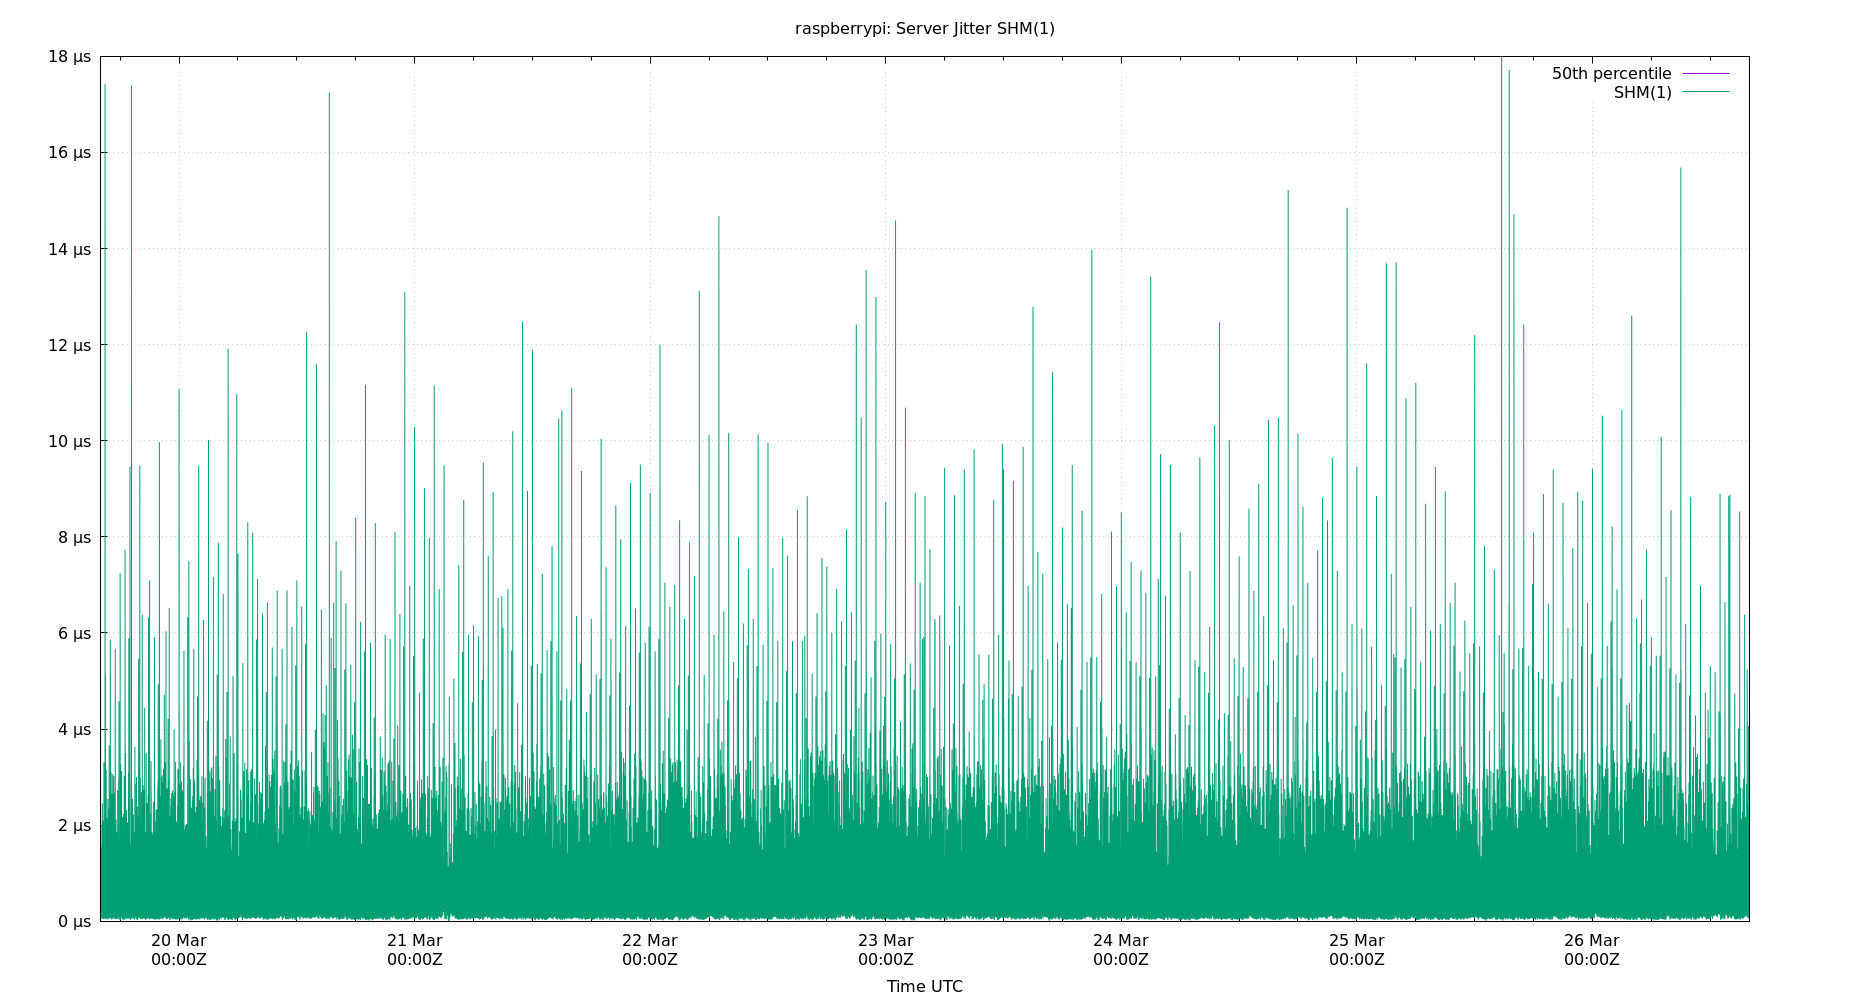 raspberrypi: Server Jitter SHM(1)
18 µs
50th percentile
SHM(1)
16 µs
14 µs
12 µs
10 µs
8 µs
6 µs
4 µs
2 µs
0 µs
20 Mar 21 Mar 22 Mar 23 Mar 24 Mar 25 Mar 26 Mar
00:00Z 00:00Z 00:00Z 00:00Z 00:00Z 00:00Z 00:00Z
Time UTC